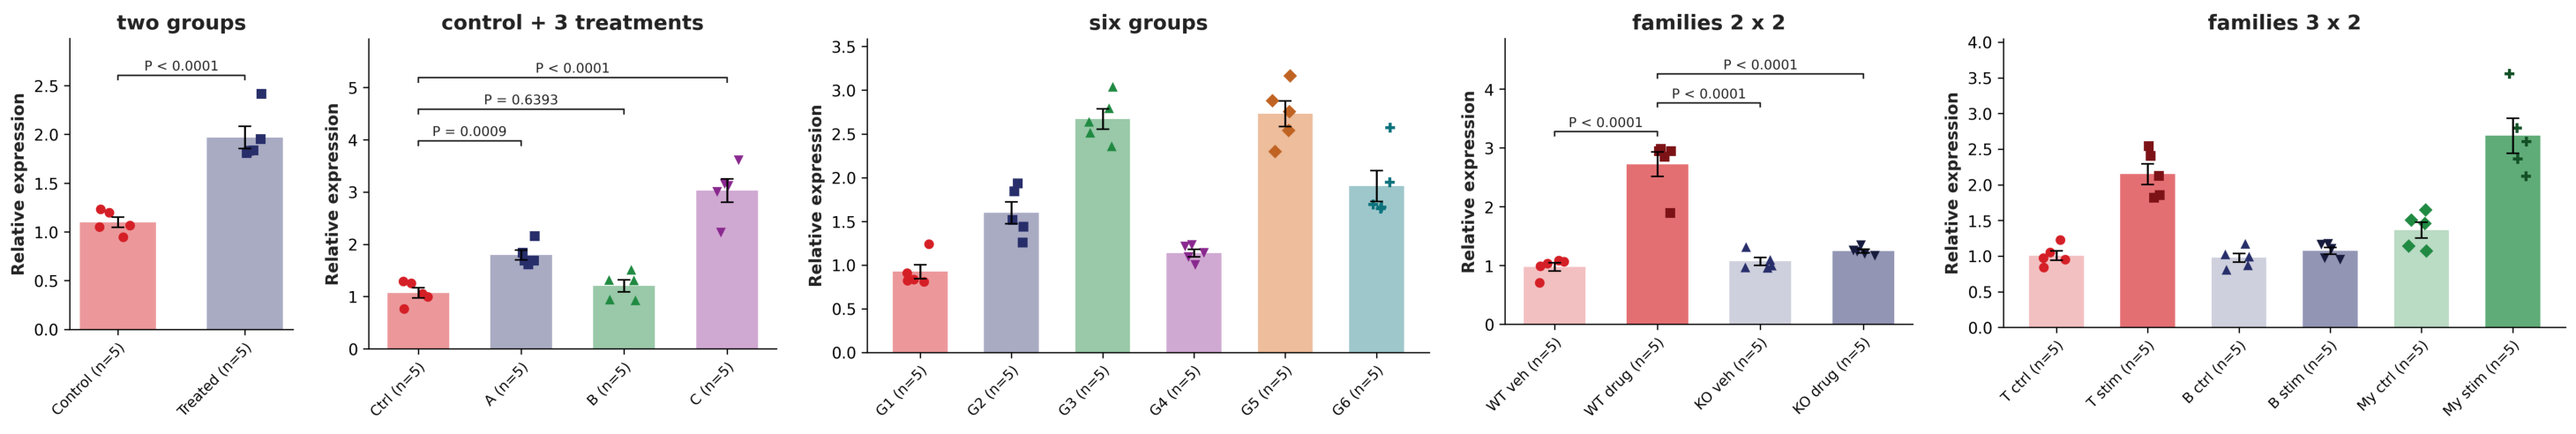 two groups
P < 0.0001
Relative expression
2.5
2.0
1.5
1.0
0.5
0.0
Control (n=5)
Treated (n=5)
control + 3 treatments
P < 0.0001
P = 0.6393
P = 0.0009
Relative expression
5
4
3
2
1
0
Ctrl (n=5)
A (n=5)
B (n=5)
C (n=5)
six groups
Relative expression
3.5
3.0
2.5
2.0
1.5
1.0
0.5
0.0
G1 (n=5)
G2 (n=5)
G3 (n=5)
G4 (n=5)
G5 (n=5)
G6 (n=5)
families 2 x 2
P < 0.0001
P < 0.0001
P < 0.0001
Relative expression
4
3
2
1
0
WT veh (n=5)
WT drug (n=5)
KO veh (n=5)
KO drug (n=5)
families 3 x 2
Relative expression
4.0
3.5
3.0
2.5
2.0
1.5
1.0
0.5
0.0
T ctrl (n=5)
T stim (n=5)
B ctrl (n=5)
B stim (n=5)
My ctrl (n=5)
My stim (n=5)